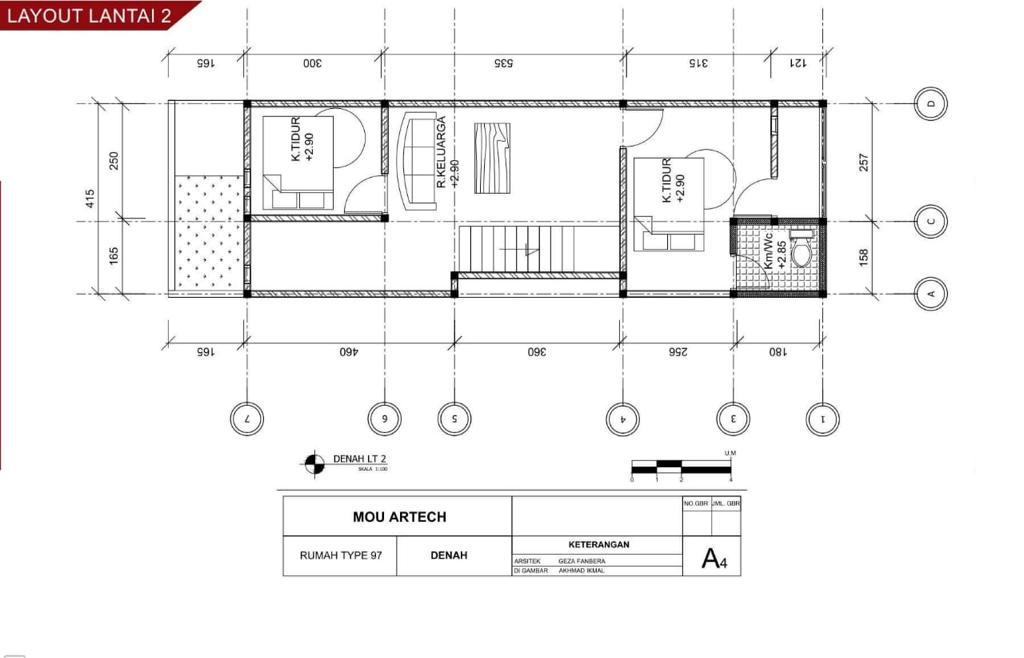 LAYOUT LANTAI 2
165
300
535
315
121
D
K.TIDUR
+2.90
R.KELUARGA
+2.90
K.TIDUR
+2.90
415
250
165
257
158
C
Km/Wc
+2.85
A
165
460
360
256
180
7
6
5
4
3
1
DENAH LT 2
SKALA 1:100
U.M
0 1 2 4
MOU ARTECH
NO.GBR JML. GBR
RUMAH TYPE 97
DENAH
KETERANGAN
ARSITEK GEZA FANBERA
DI GAMBAR AKHMAD IKMAL
A4